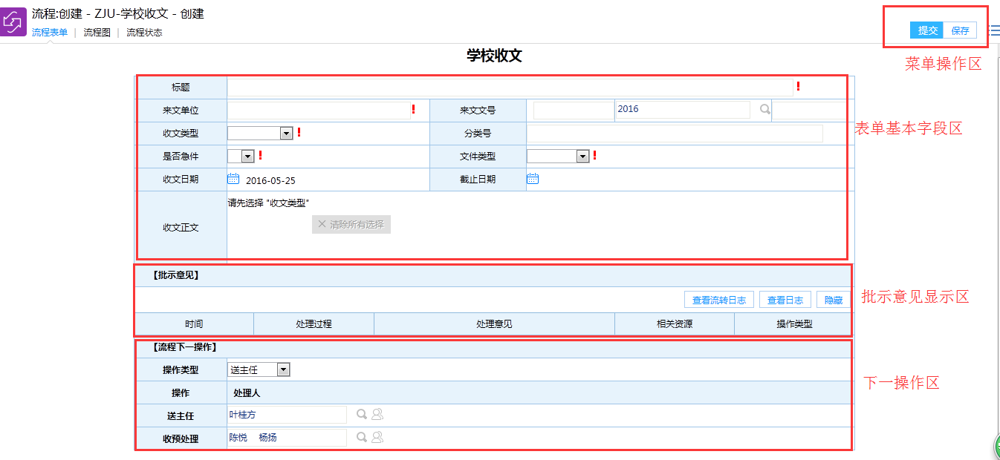 流程:创建 - ZJU-学校收文 - 创建
流程表单 | 流程图 | 流程状态
提交 保存
菜单操作区
学校收文
标题 !
来文单位 ! 来文文号 2016
收文类型 ! 分类号
表单基本字段区
是否急件 ! 文件类型 !
收文日期 2016-05-25 截止日期
收文正文 请先选择 "收文类型"
× 清除所有选择
【批示意见】
查看流转日志 查看日志 隐藏
批示意见显示区
时间 处理过程 处理意见 相关资源 操作类型
【流程下一操作】
操作类型 送主任
下一操作区
操作 处理人
送主任 叶桂方
收预处理 陈悦 杨扬